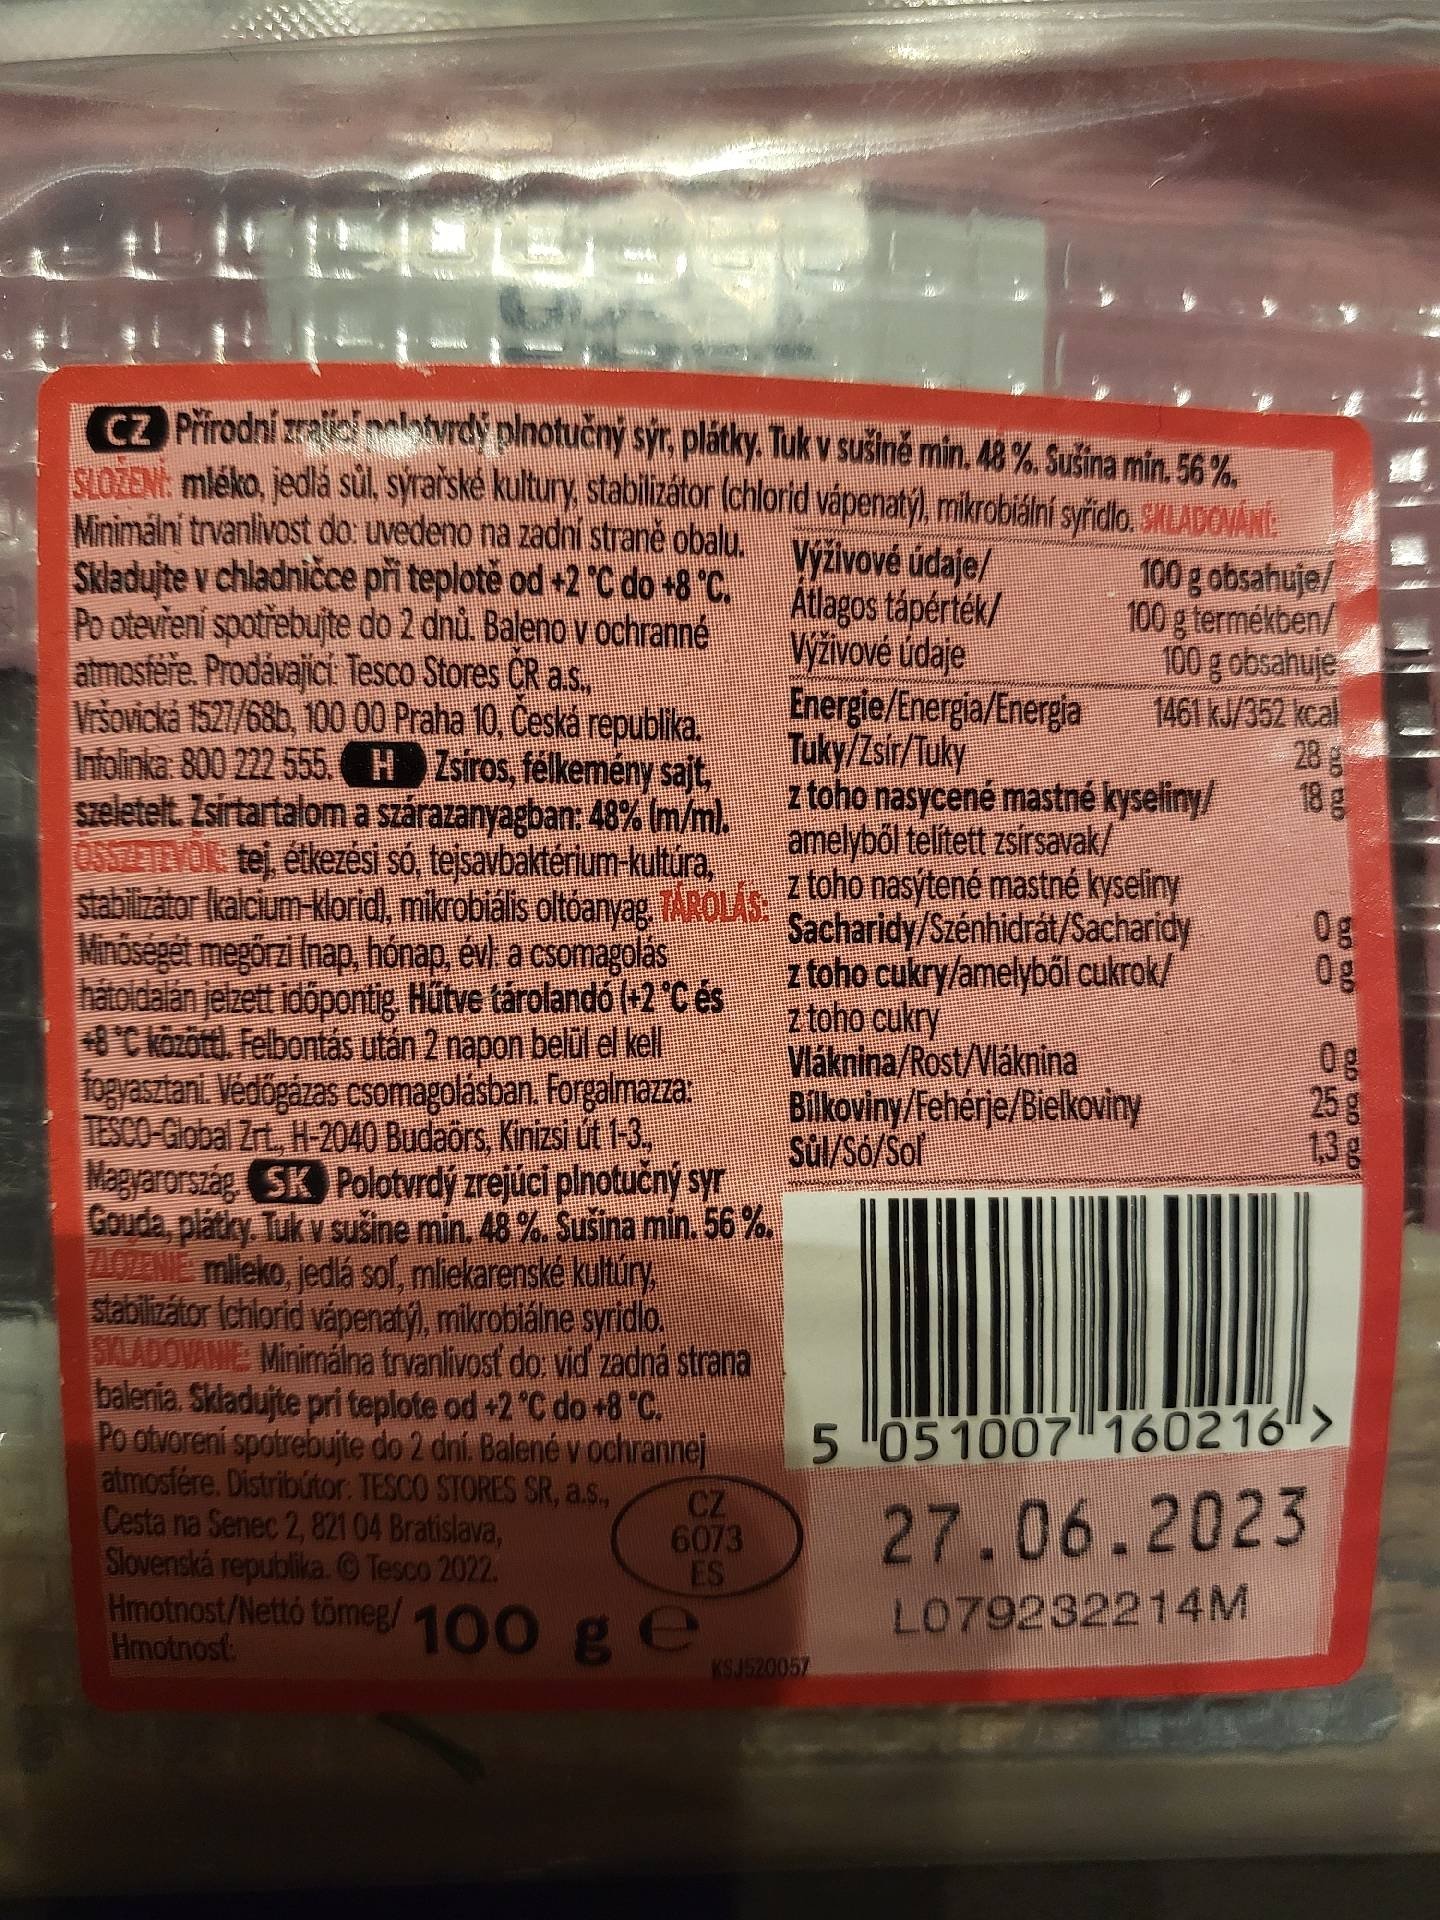 CZ Přírodní zrající polotvrdý plnotučný sýr, plátky. Tuk v sušině min. 48 %. Sušina min. 56 %.
SLOŽENÍ: mléko, jedlá sůl, sýrařské kultury, stabilizátor (chlorid vápenatý), mikrobiální syřidlo. SKLADOVÁNÍ:
Minimální trvanlivost do: uvedeno na zadní straně obalu.
Skladujte v chladničce při teplotě od +2 °C do +8 °C.
Po otevření spotřebujte do 2 dnů. Baleno v ochranné
atmosféře. Prodávající: Tesco Stores ČR a.s.,
Vršovická 1527/68b, 100 00 Praha 10, Česká republika.
Infolinka: 800 222 555. H Zsíros, félkemény sajt,
szeletelt. Zsírtartalom a szárazanyagban: 48% (m/m).
ÖSSZETEVŐK: tej, étkezési só, tejsavbaktérium-kultúra,
stabilizátor (kalcium-klorid), mikrobiális oltóanyag. TÁROLÁS:
Minőségét megőrzi (nap, hónap, év): a csomagolás
hátoldalán jelzett időpontig. Hűtve tárolandó (+2 °C és
+8 °C között). Felbontás után 2 napon belül el kell
fogyasztani. Védőgázas csomagolásban. Forgalmazza:
TESCO-Global Zrt., H-2040 Budaörs, Kinizsi út 1-3.,
Magyarország. SK Polotvrdý zrejúci plnotučný syr
Gouda, plátky. Tuk v sušine min. 48 %. Sušina min. 56 %.
ZLOŽENIE: mlieko, jedlá soľ, mliekarenské kultúry,
stabilizátor (chlorid vápenatý), mikrobiálne syridlo.
SKLADOVANIE: Minimálna trvanlivosť do: viď zadná strana
balenia. Skladujte pri teplote od +2 °C do +8 °C.
Po otvorení spotrebujte do 2 dní. Balené v ochrannej
atmosfére. Distribútor: TESCO STORES SR, a.s.,
Cesta na Senec 2, 821 04 Bratislava,
Slovenská republika. © Tesco 2022.
CZ
6073
ES
Hmotnost/Nettó tömeg/
Hmotnosť:
100 g e
KSJ520057
Výživové údaje/ 100 g obsahuje/
Átlagos tápérték/ 100 g termékben/
Výživové údaje 100 g obsahuje
Energie/Energia/Energia 1461 kJ/352 kcal
Tuky/Zsír/Tuky 28 g
z toho nasycené mastné kyseliny/ 18 g
amelyből telített zsírsavak/
z toho nasýtené mastné kyseliny
Sacharidy/Szénhidrát/Sacharidy 0 g
z toho cukry/amelyből cukrok/ 0 g
z toho cukry
Vláknina/Rost/Vláknina 0 g
Bílkoviny/Fehérje/Bielkoviny 25 g
Sůl/Só/Soľ 1,3 g
5 051007 160216 >
27.06.2023
L079232214M